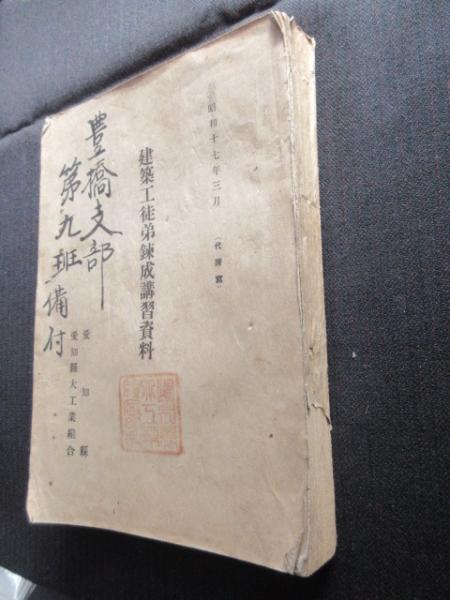 昭和十七年三月
(代謄寫)
建築工徒弟鍊成講習資料
愛知縣
愛知縣大工業組合
豊橋支部
第九班備付